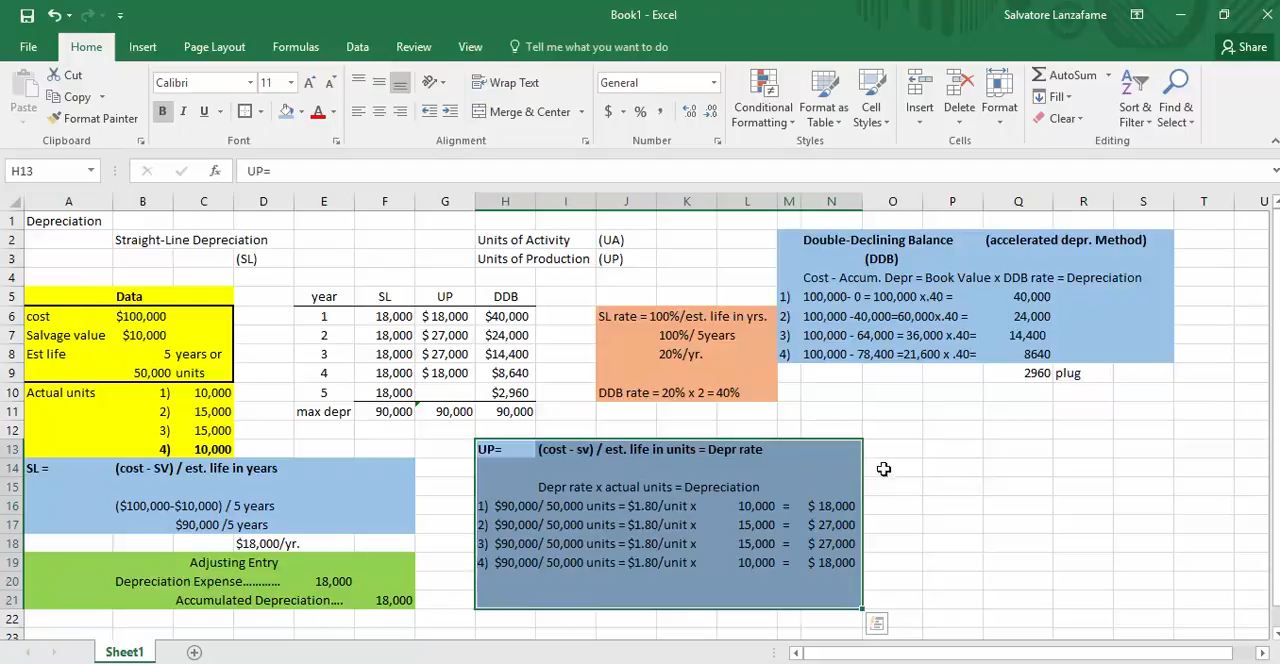 Book1 - Excel
Salvatore Lanzafame
File Home Insert Page Layout Formulas Data Review View Tell me what you want to do Share
Paste Cut Copy Format Painter Clipboard
Calibri 11 A A B I U A Font
Wrap Text Merge & Center Alignment
General $ % , Number
Conditional Formatting Format as Table Cell Styles Styles
Insert Delete Format Cells
AutoSum Fill Clear Sort & Filter Find & Select Editing
H13 fx UP=
A B C D E F G H I J K L M N O P Q R S T U
1 Depreciation
2 Straight-Line Depreciation Units of Activity (UA) Double-Declining Balance (accelerated depr. Method)
3 (SL) Units of Production (UP) (DDB)
4 Cost - Accum. Depr = Book Value x DDB rate = Depreciation
5 Data year SL UP DDB 1) 100,000- 0 = 100,000 x.40 = 40,000
6 cost $100,000 1 18,000 $ 18,000 $40,000 SL rate = 100%/est. life in yrs. 2) 100,000 -40,000=60,000x.40 = 24,000
7 Salvage value $10,000 2 18,000 $ 27,000 $24,000 100%/ 5years 3) 100,000 - 64,000 = 36,000 x.40= 14,400
8 Est life 5 years or 3 18,000 $ 27,000 $14,400 20%/yr. 4) 100,000 - 78,400 =21,600 x .40= 8640
9 50,000 units 4 18,000 $ 18,000 $8,640 2960 plug
10 Actual units 1) 10,000 5 18,000 $2,960 DDB rate = 20% x 2 = 40%
11 2) 15,000 max depr 90,000 90,000 90,000
12 3) 15,000
13 4) 10,000 UP= (cost - sv) / est. life in units = Depr rate
14 SL = (cost - SV) / est. life in years
15 Depr rate x actual units = Depreciation
16 ($100,000-$10,000) / 5 years 1) $90,000/ 50,000 units = $1.80/unit x 10,000 = $ 18,000
17 $90,000 /5 years 2) $90,000/ 50,000 units = $1.80/unit x 15,000 = $ 27,000
18 $18,000/yr. 3) $90,000/ 50,000 units = $1.80/unit x 15,000 = $ 27,000
19 Adjusting Entry 4) $90,000/ 50,000 units = $1.80/unit x 10,000 = $ 18,000
20 Depreciation Expense............ 18,000
21 Accumulated Depreciation.... 18,000
22
23
Sheet1